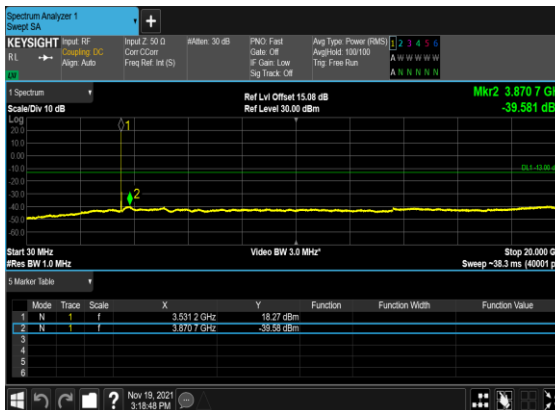 Spectrum Analyzer 1
Swept SA
KEYSIGHT Input: RF Input Z: 50 Ω #Atten: 30 dB PNO: Fast Avg Type: Power (RMS) 1 2 3 4 5 6
RL Coupling: DC Corr CCorr Gate: Off Avg|Hold: 100/100 A W W W W W
Align: Auto Freq Ref: Int (S) IF Gain: Low Trig: Free Run
Sig Track: Off A N N N N N
1 Spectrum Ref Lvl Offset 15.08 dB Mkr2 3.870 7 GH
Scale/Div 10 dB Ref Level 30.00 dBm -39.581 dB
Log
20.0 1
10.0
0.00
-10.0 DL1 -13.00 d
-20.0
-30.0 2
-40.0
-50.0
-60.0
Start 30 MHz Video BW 3.0 MHz* Stop 20.000 G
#Res BW 1.0 MHz Sweep ~38.3 ms (40001 p
5 Marker Table
Mode Trace Scale X Y Function Function Width Function Value
1 N 1 f 3.531 2 GHz 18.27 dBm
2 N 1 f 3.870 7 GHz -39.58 dBm
3
4
5
6
? Nov 19, 2021
3:18:48 PM